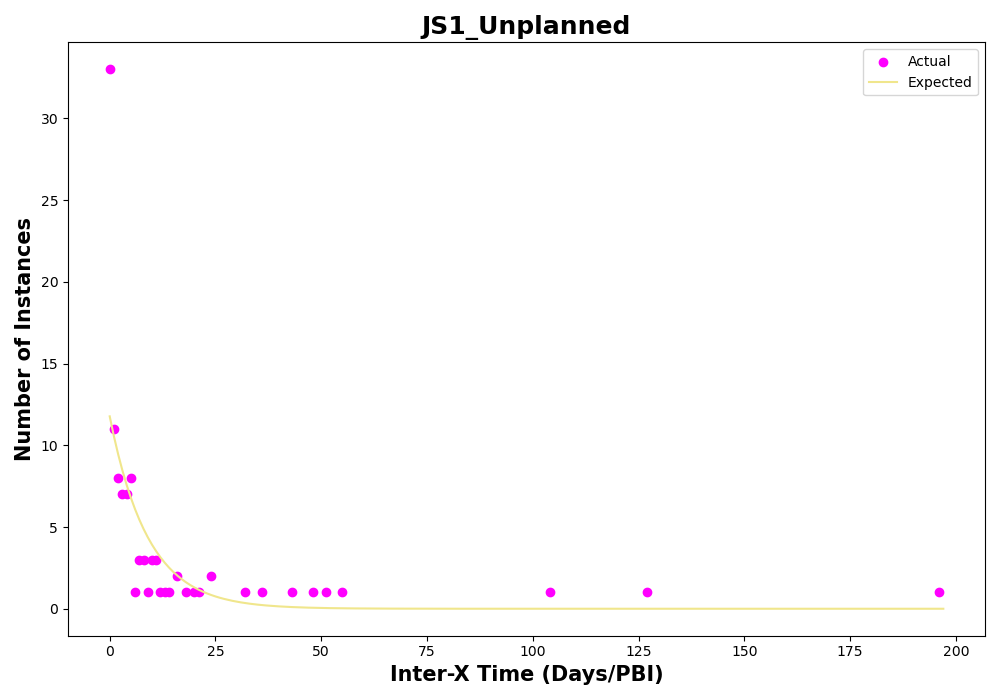 JS1_Unplanned
Actual
Expected
Number of Instances
30
25
20
15
10
5
0
0 25 50 75 100 125 150 175 200
Inter-X Time (Days/PBI)